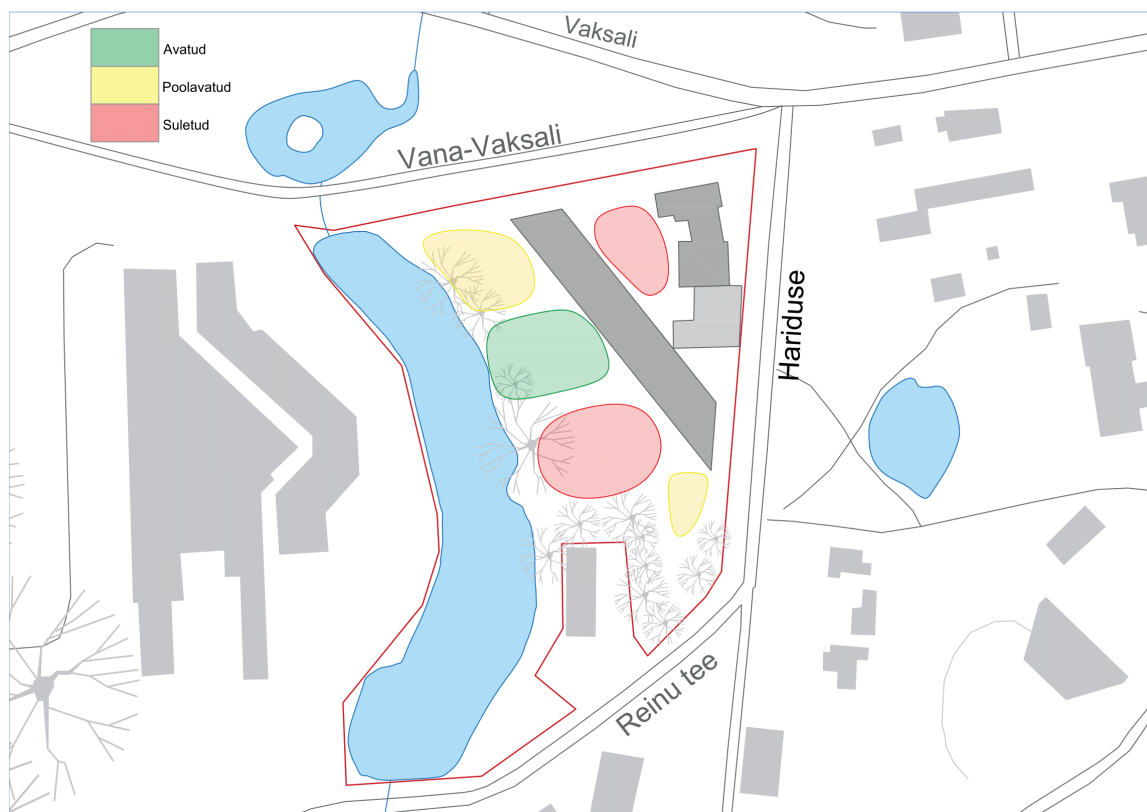 Avatud
Poolavatud
Suletud
Vaksali
Vana-Vaksali
Hariduse
Reinu tee